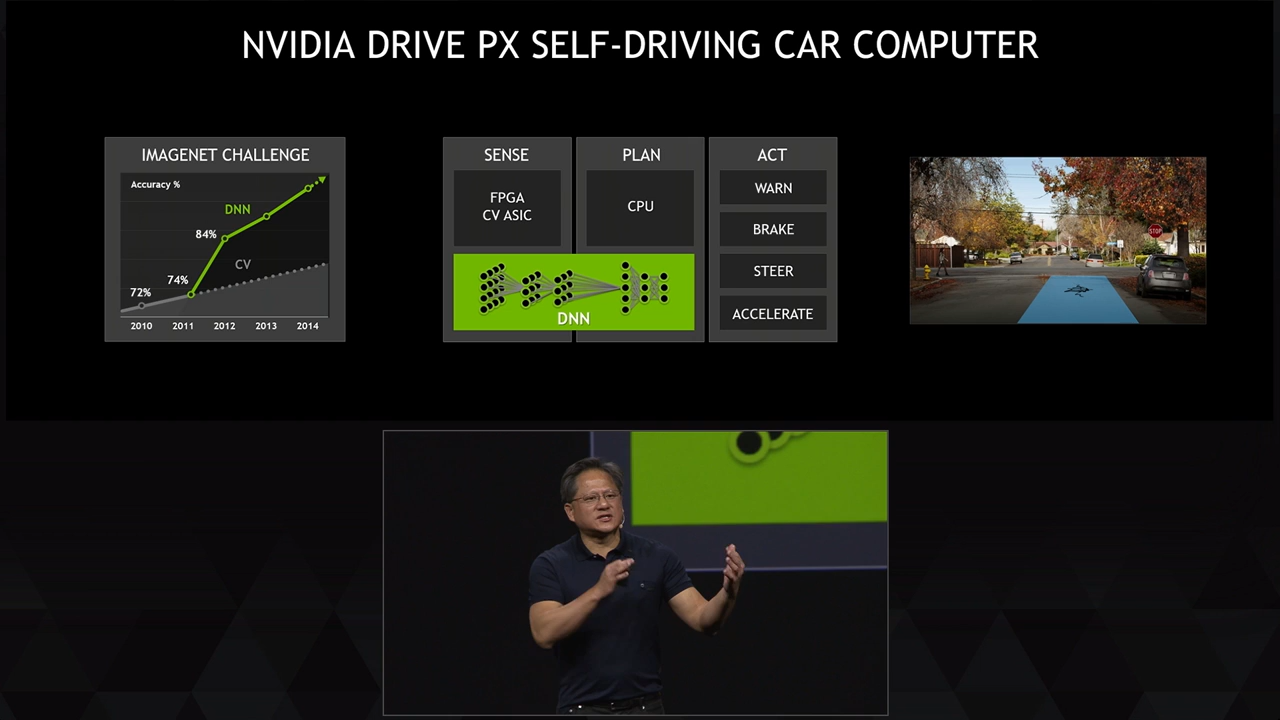 NVIDIA DRIVE PX SELF-DRIVING CAR COMPUTER
IMAGENET CHALLENGE
Accuracy %
DNN
84%
CV
74%
72%
2010 2011 2012 2013 2014
SENSE
FPGA
CV ASIC
PLAN
CPU
DNN
ACT
WARN
BRAKE
STEER
ACCELERATE
STOP